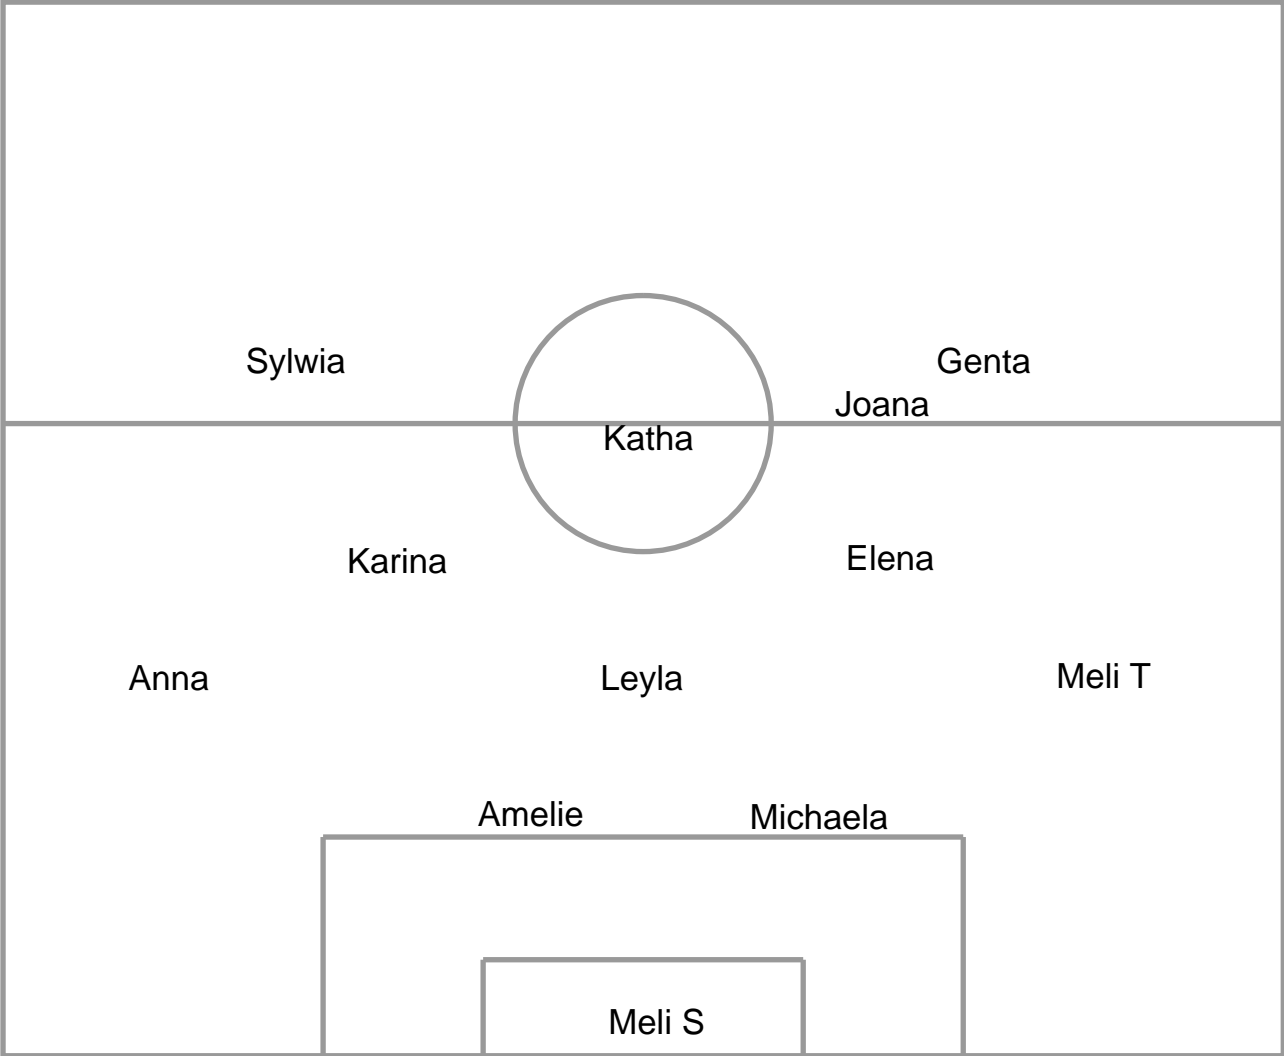 Sylwia
Genta
Joana
Katha
Karina
Elena
Anna
Leyla
Meli T
Amelie
Michaela
Meli S